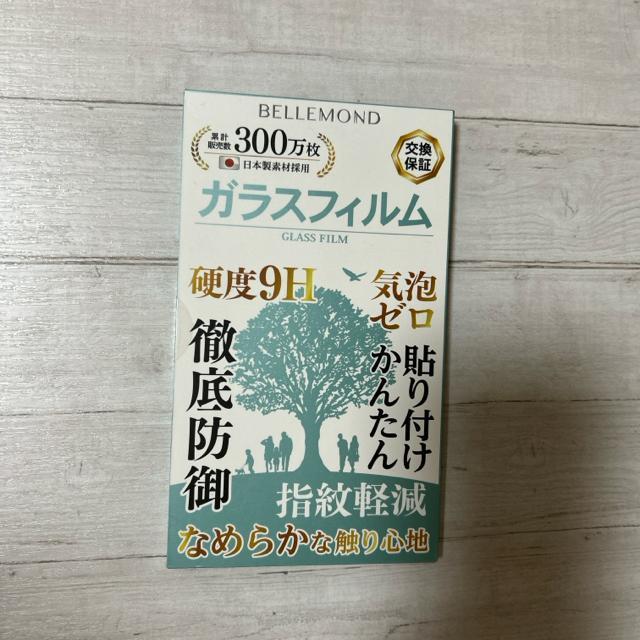 BELLEMOND
累計
販売数 300万枚
日本製素材採用
交換
保証
ガラスフィルム
GLASS FILM
硬度9H
気泡
ゼロ
貼り付け
かんたん
徹底防御
指紋軽減
なめらかな触り心地